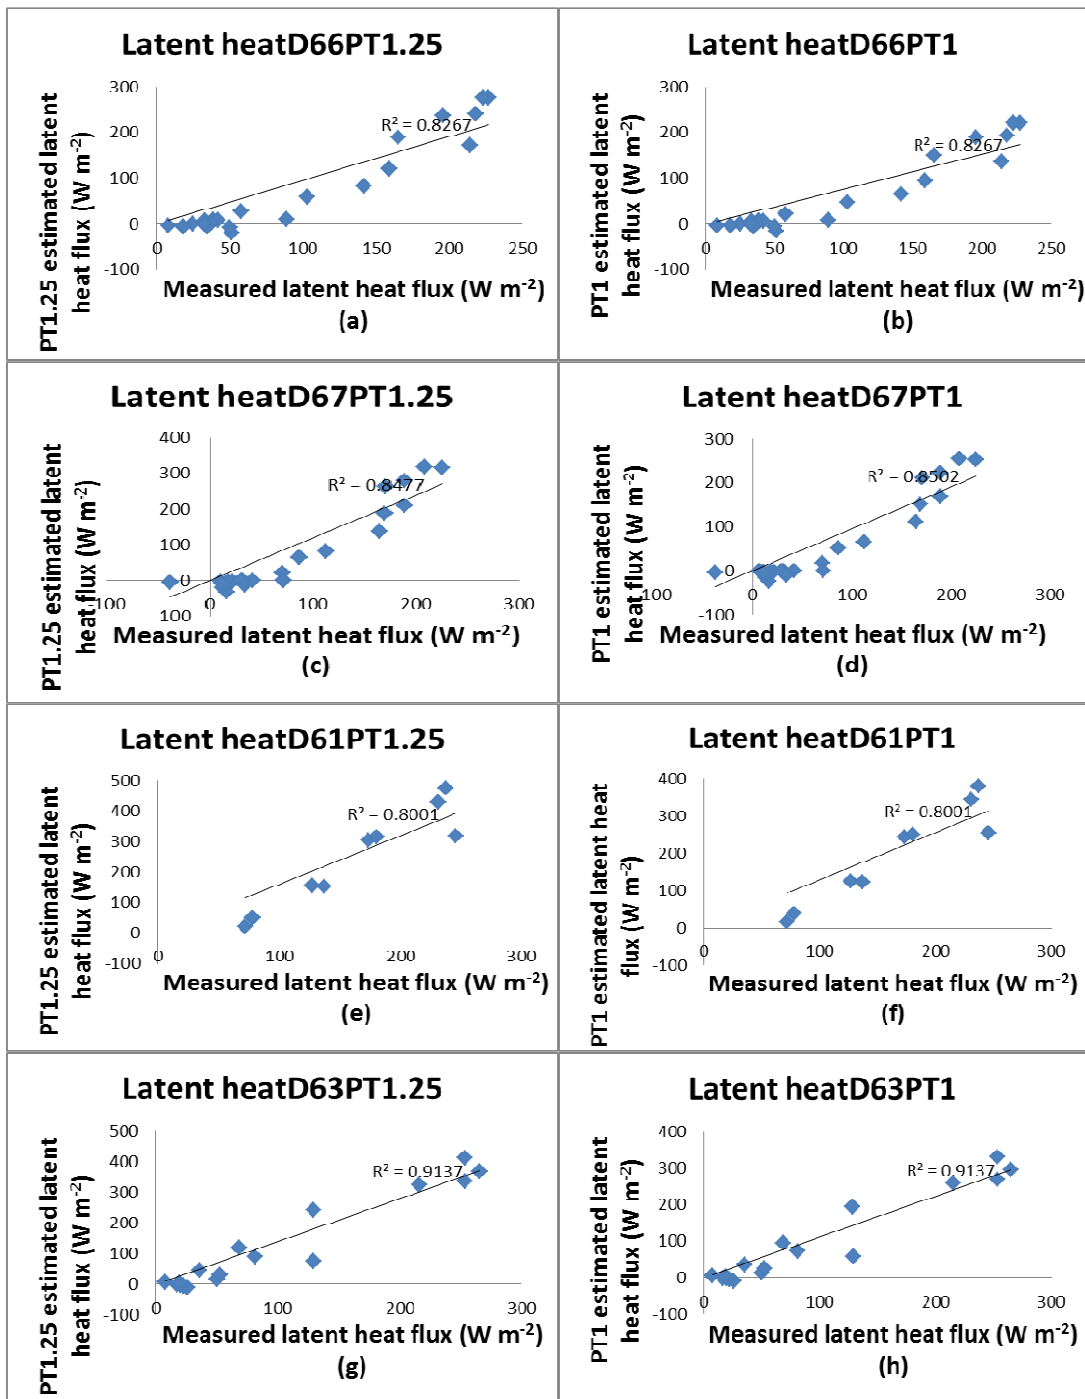 Latent heatD66PT1.25
PT1.25 estimated latent
heat flux (W m-2)
300
200
100
0
-100
R² = 0.8267
0
50
100
150
200
250
Measured latent heat flux (W m-2)
(a)
Latent heatD66PT1
PT1 estimated latent
heat flux (W m-2)
300
200
100
0
-100
R² = 0.8267
0
50
100
150
200
250
Measured latent heat flux (W m-2)
(b)
Latent heatD67PT1.25
PT1.25 estimated latent
heat flux (W m-2)
400
300
200
100
0
100
R² = 0.8477
100
0
100
200
300
Measured latent heat flux (W m-2)
(c)
Latent heatD67PT1
PT1 estimated latent
heat flux (W m-2)
300
200
100
0
-100
R² = 0.8502
100
0
100
200
300
Measured latent heat flux (W m-2)
(d)
Latent heatD61PT1.25
PT1.25 estimated latent
heat flux (W m-2)
500
400
300
200
100
0
-100
R² = 0.8001
0
100
200
300
Measured latent heat flux (W m-2)
(e)
Latent heatD61PT1
PT1 estimated latent heat
flux (W m-2)
400
300
200
100
0
-100
R² = 0.8001
0
100
200
300
Measured latent heat flux (W m-2)
(f)
Latent heatD63PT1.25
PT1.25 estimated latent
heat flux (W m-2)
500
400
300
200
100
0
-100
R² = 0.9137
0
100
200
300
Measured latent heat flux (W m-2)
(g)
Latent heatD63PT1
PT1 estimated latent
heat flux (W m-2)
400
300
200
100
0
-100
R² = 0.9137
0
100
200
300
Measured latent heat flux (W m-2)
(h)